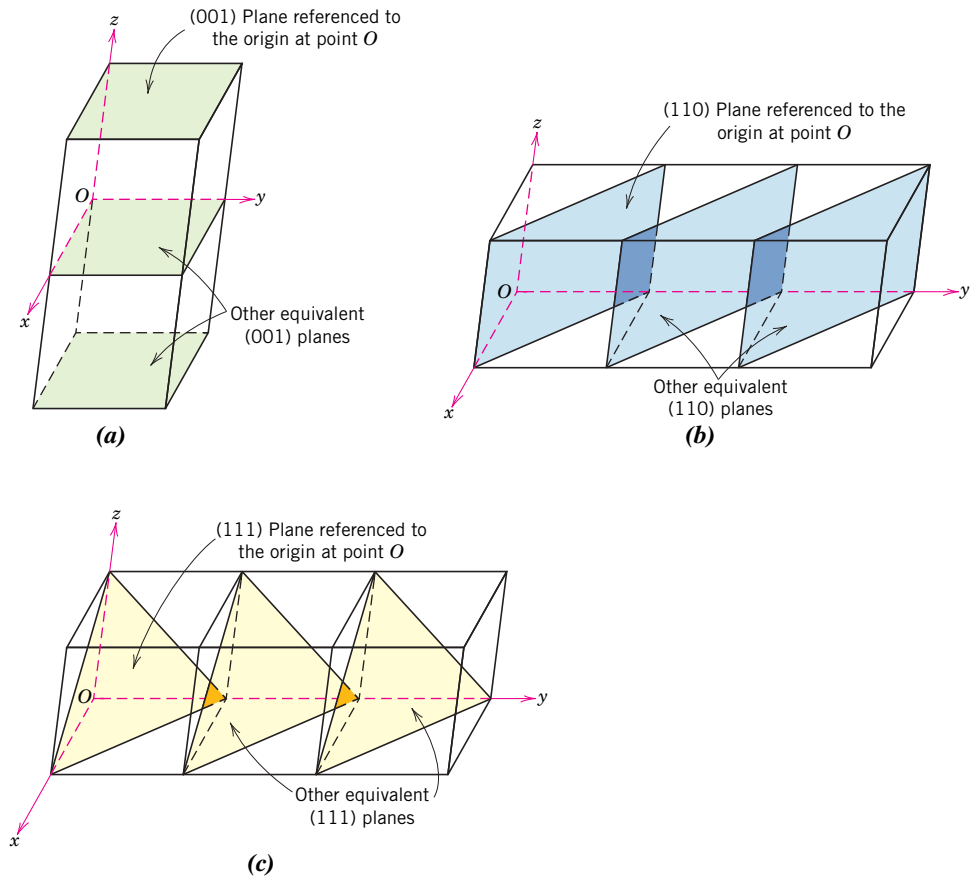 z
(001) Plane referenced to
the origin at point O
O
y
x
Other equivalent
(001) planes
(a)
z
(110) Plane referenced to the
origin at point O
O
y
x
Other equivalent
(110) planes
(b)
z
(111) Plane referenced to
the origin at point O
O
y
x
Other equivalent
(111) planes
(c)